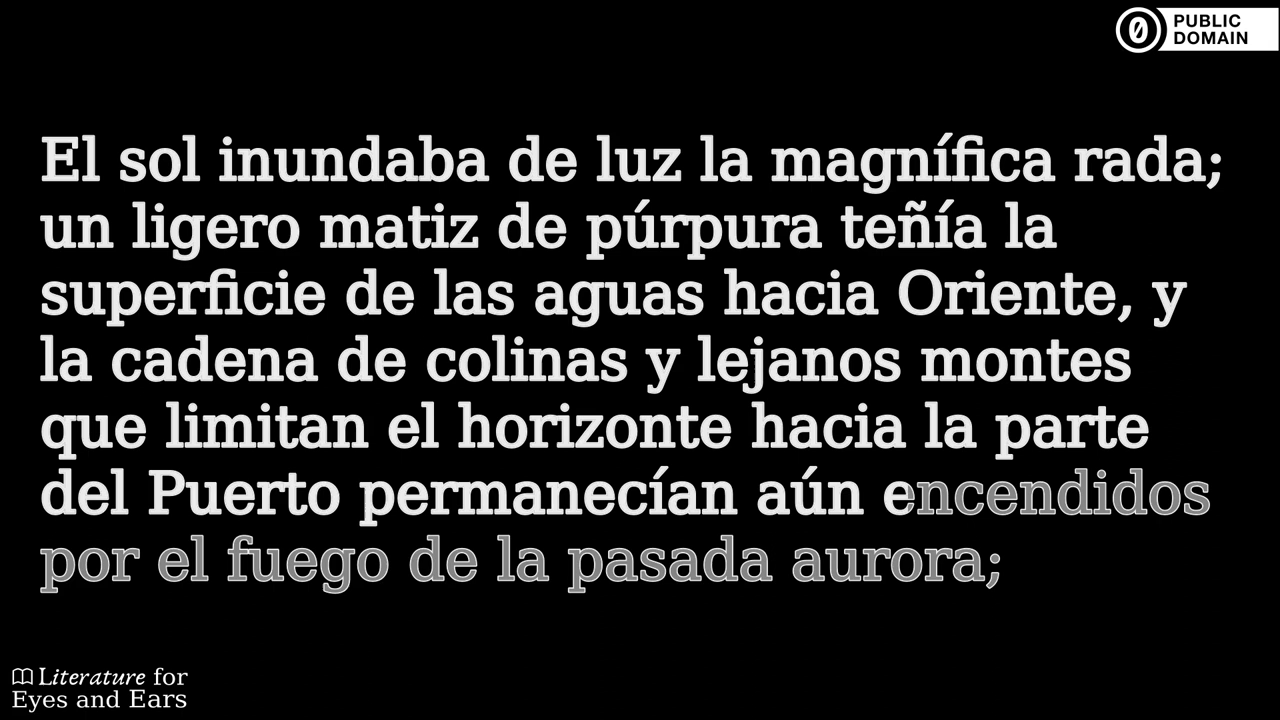 PUBLIC
DOMAIN
El sol inundaba de luz la magnífica rada;
un ligero matiz de púrpura teñía la
superficie de las aguas hacia Oriente, y
la cadena de colinas y lejanos montes
que limitan el horizonte hacia la parte
del Puerto permanecían aún encendidos
por el fuego de la pasada aurora;
Literature for
Eyes and Ears